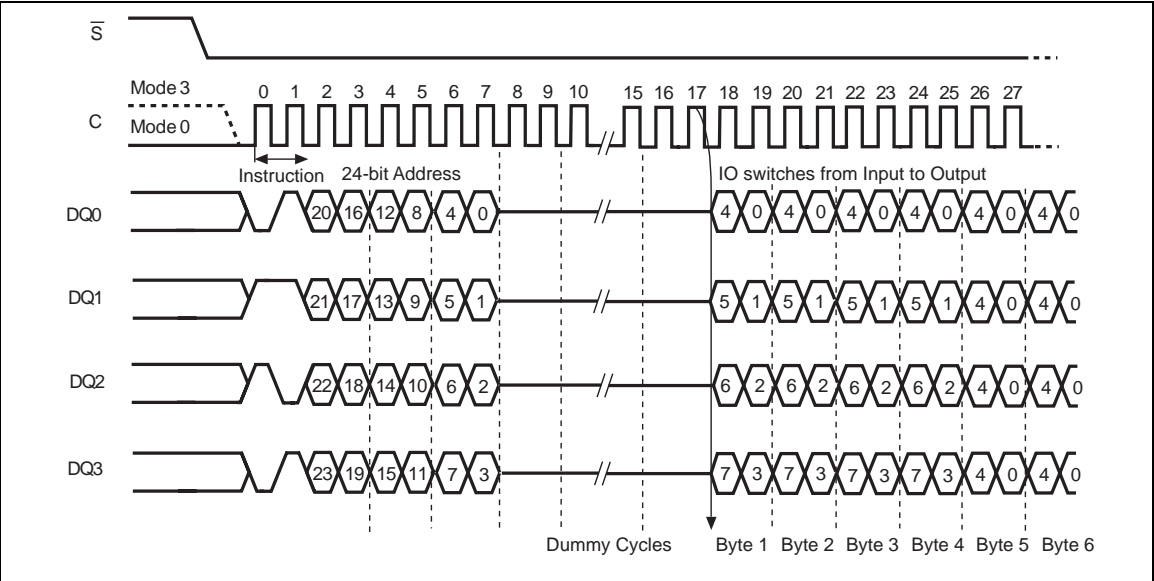 S
Mode 3
0 1 2 3 4 5 6 7 8 9 10 15 16 17 18 19 20 21 22 23 24 25 26 27
C
Mode 0
Instruction 24-bit Address IO switches from Input to Output
DQ0 20 16 12 8 4 0 4 0 4 0 4 0 4 0 4 0 4 0
DQ1 21 17 13 9 5 1 5 1 5 1 5 1 5 1 4 0 4 0
DQ2 22 18 14 10 6 2 6 2 6 2 6 2 6 2 4 0 4 0
DQ3 23 19 15 11 7 3 7 3 7 3 7 3 7 3 4 0 4 0
Dummy Cycles Byte 1 Byte 2 Byte 3 Byte 4 Byte 5 Byte 6